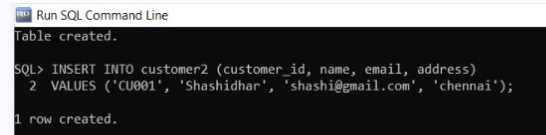 Run SQL Command Line
Table created.
SQL> INSERT INTO customer2 (customer_id, name, email, address)
2 VALUES ('CU001', 'Shashidhar', 'shashi@gmail.com', 'chennai');
1 row created.